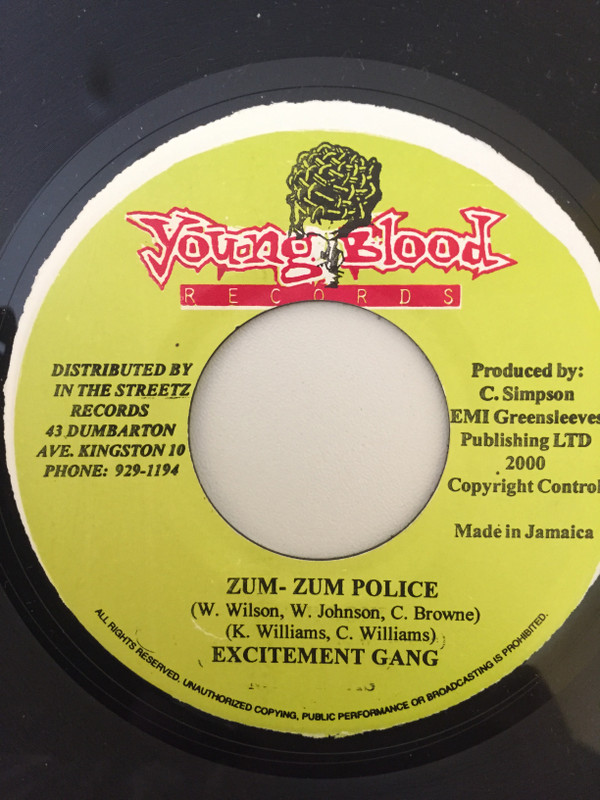 Young Blood
RECORDS
DISTRIBUTED BY
IN THE STREETZ
RECORDS
43 DUMBARTON
AVE. KINGSTON 10
PHONE: 929-1194
Produced by:
C. Simpson
EMI Greensleeves
Publishing LTD
2000
Copyright Control
Made in Jamaica
ZUM- ZUM POLICE
(W. Wilson, W. Johnson, C. Browne)
(K. Williams, C. Williams)
EXCITEMENT GANG
ALL RIGHTS RESERVED. UNAUTHORIZED COPYING, PUBLIC PERFORMANCE OR BROADCASTING IS PROHIBITED.